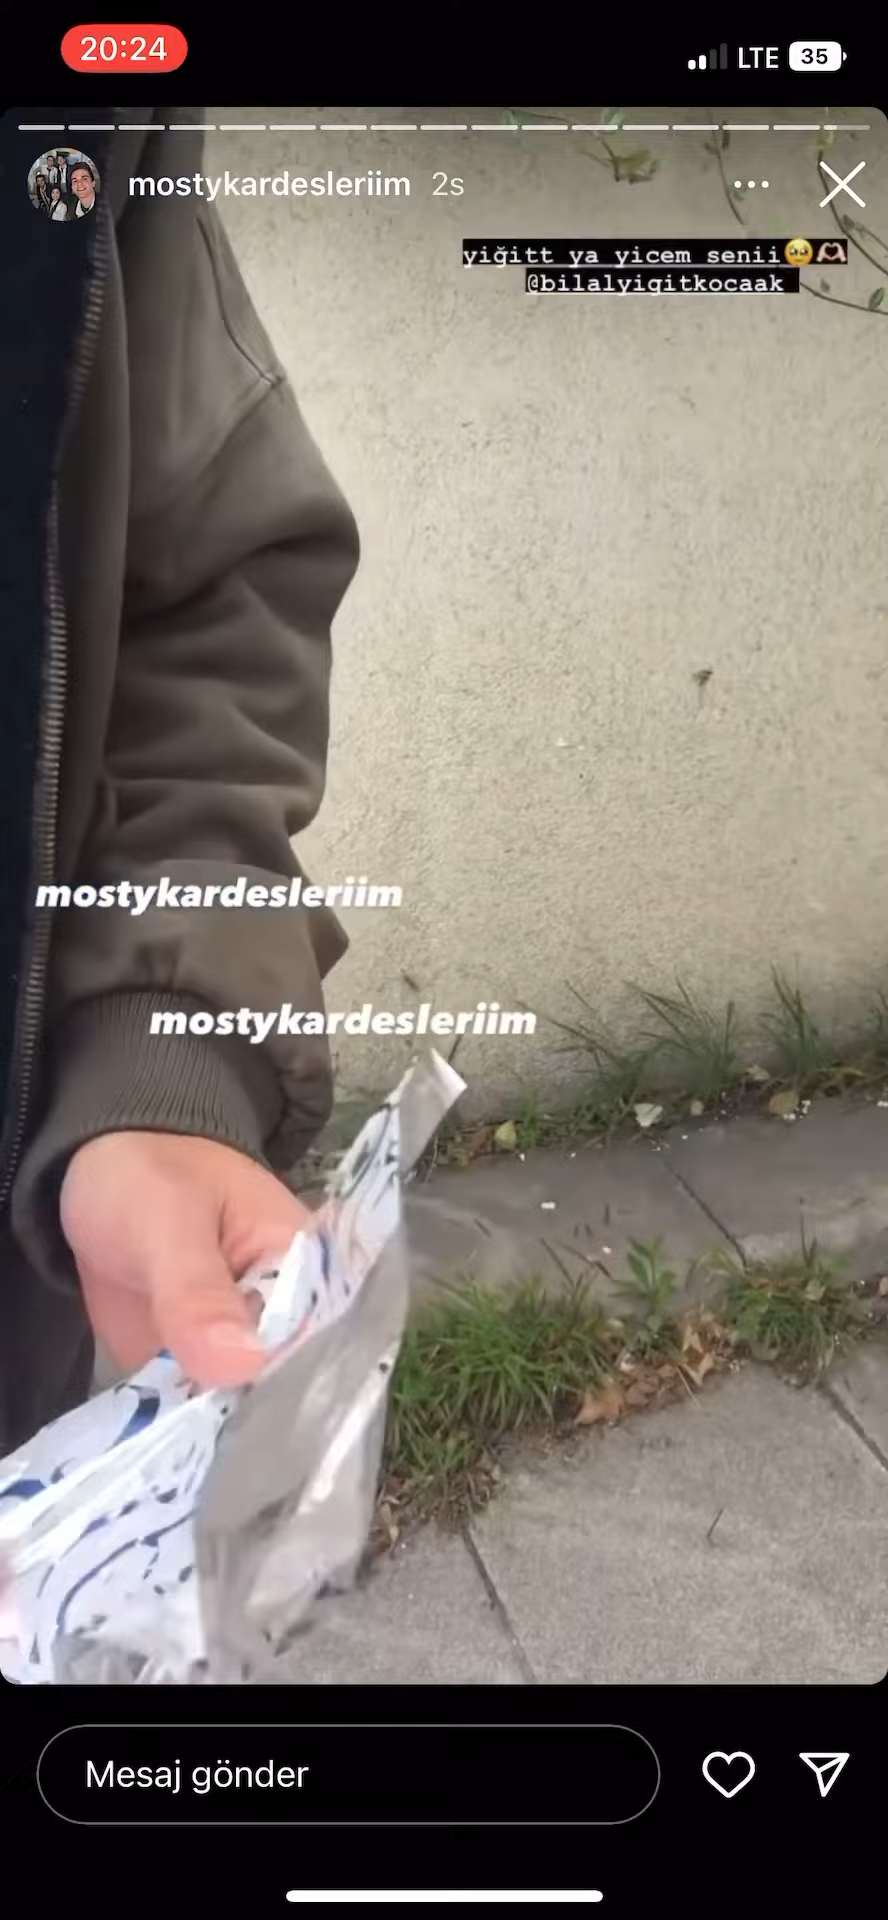 20:24
LTE 35
mostykardesleriim 2s
yiğitt ya yicem senii🥹🫶
@bilalyigitkocaak
mostykardesleriim
mostykardesleriim
Mesaj gönder